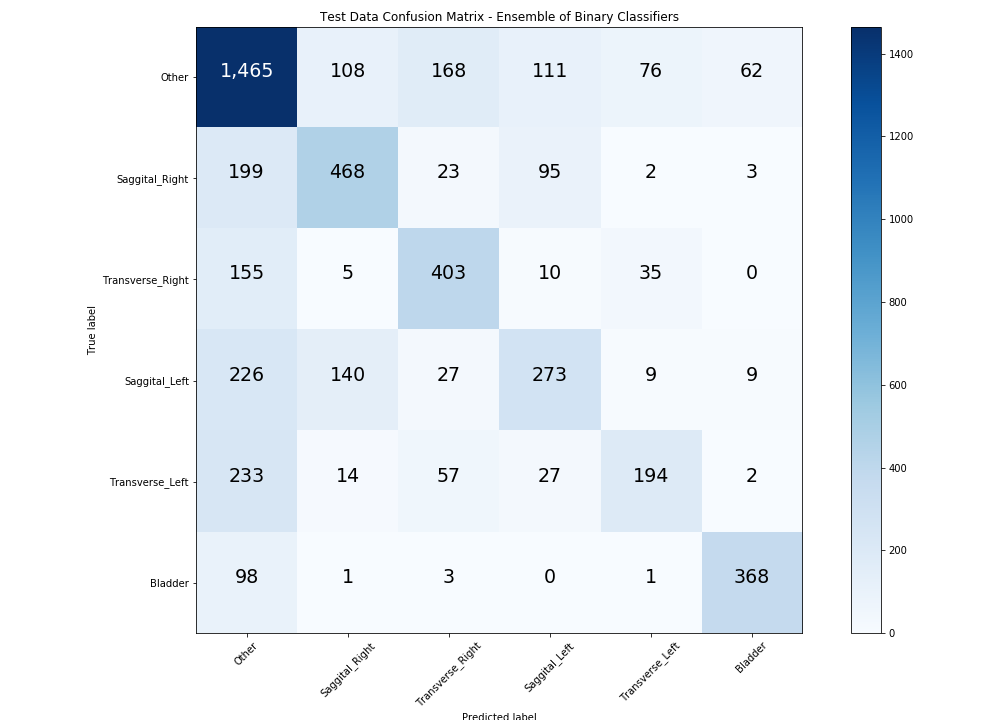 Test Data Confusion Matrix - Ensemble of Binary Classifiers
Other 1,465 108 168 111 76 62
Saggital_Right 199 468 23 95 2 3
Transverse_Right 155 5 403 10 35 0
Saggital_Left 226 140 27 273 9 9
Transverse_Left 233 14 57 27 194 2
Bladder 98 1 3 0 1 368
True label
Other Saggital_Right Transverse_Right Saggital_Left Transverse_Left Bladder
Predicted label
1400
1200
1000
800
600
400
200
0